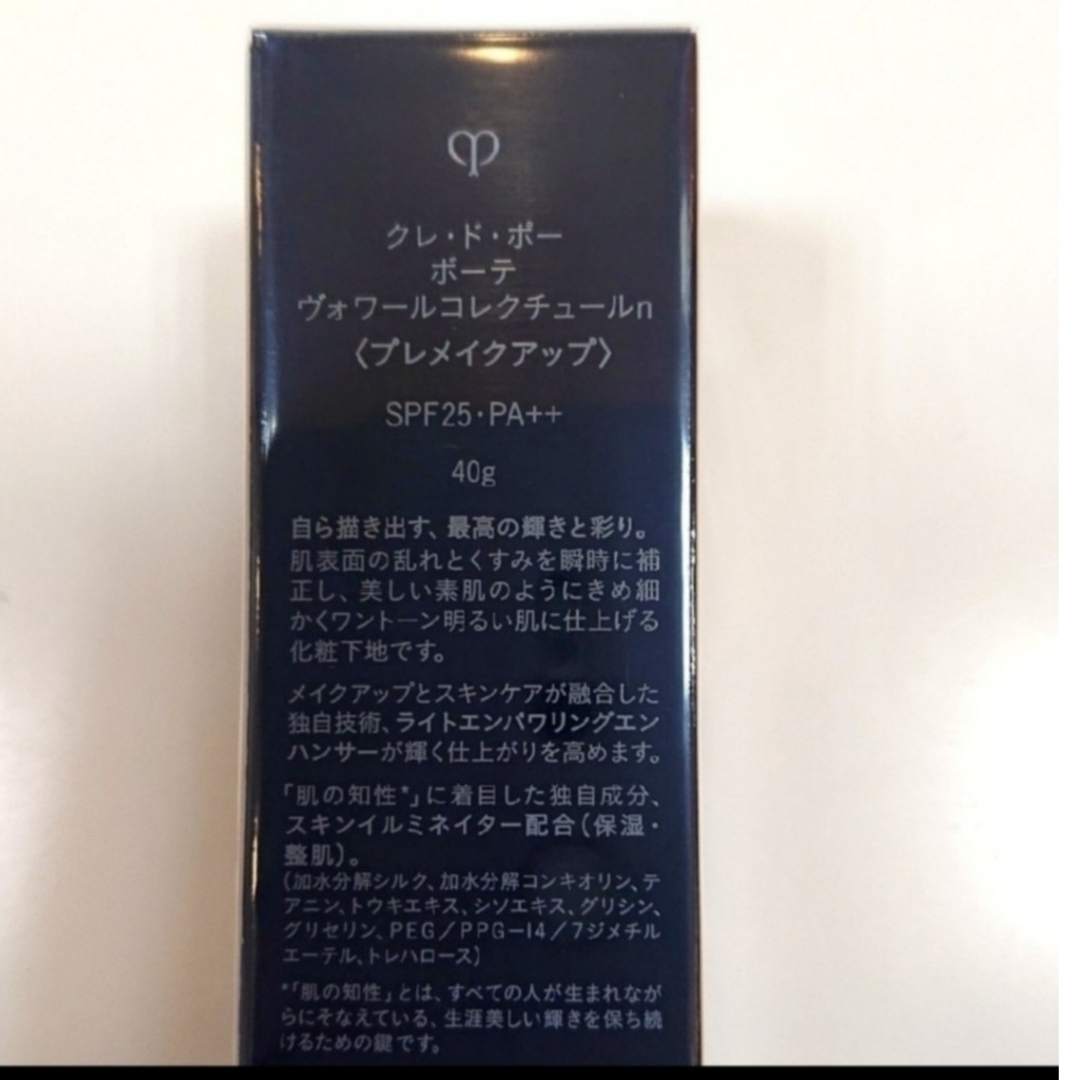 クレ・ド・ポー
ボーテ
ヴォワールコレクチュールn
〈プレメイクアップ〉
SPF25・PA++
40g
自ら描き出す、最高の輝きと彩り。
肌表面の乱れとくすみを瞬時に補
正し、美しい素肌のようにきめ細
かくワントーン明るい肌に仕上げる
化粧下地です。
メイクアップとスキンケアが融合した
独自技術、ライトエンパワリングエン
ハンサーが輝く仕上がりを高めます。
「肌の知性*」に着目した独自成分、
スキンイルミネイター配合(保湿・
整肌)。
(加水分解シルク、加水分解コンキオリン、テ
アニン、トウキエキス、シソエキス、グリシン、
グリセリン、PEG/PPG-14/7ジメチル
エーテル、トレハロース)
*「肌の知性」とは、すべての人が生まれなが
らにそなえている、生涯美しい輝きを保ち続
けるための鍵です。